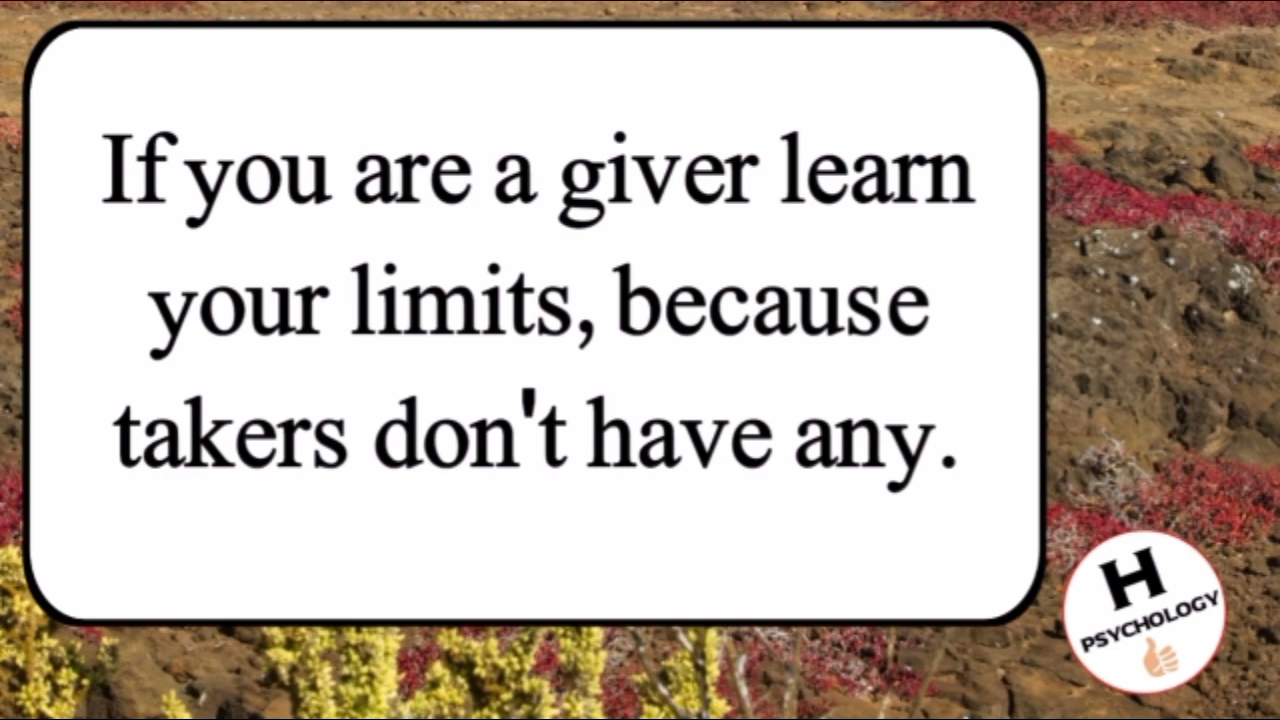 If you are a giver learn
your limits, because
takers don't have any.
H
PSYCHOLOGY